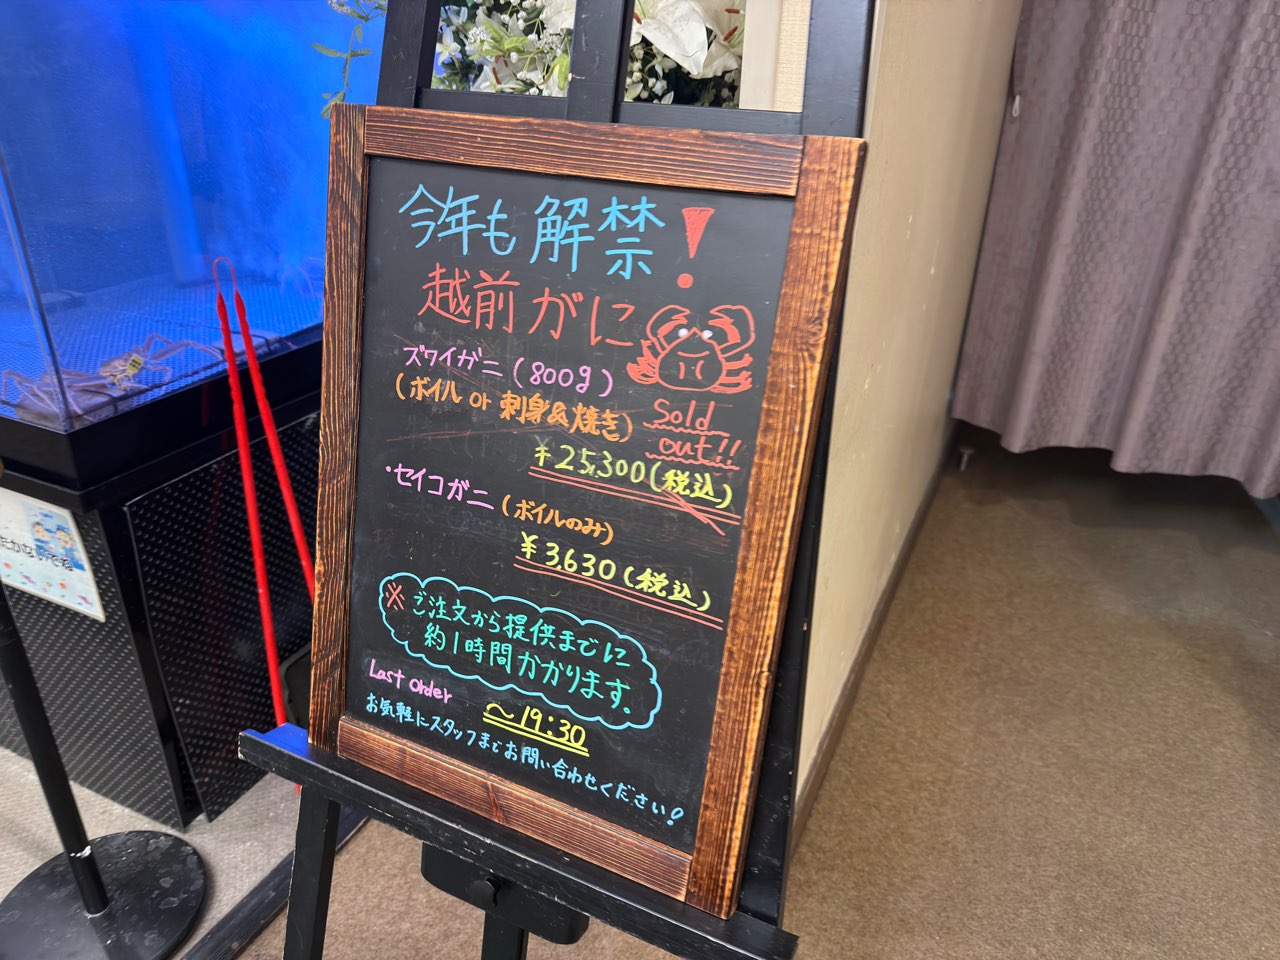 今年も解禁!
越前がに
ズワイガニ(800g)
(ボイル or 刺身&焼き)
Sold
out!!
¥25,300(税込)
・セイコガニ(ボイルのみ)
¥3,630(税込)
※ご注文から提供までに
約1時間かかります。
Last order
〜19:30
お気軽にスタッフまでお問い合わせください!